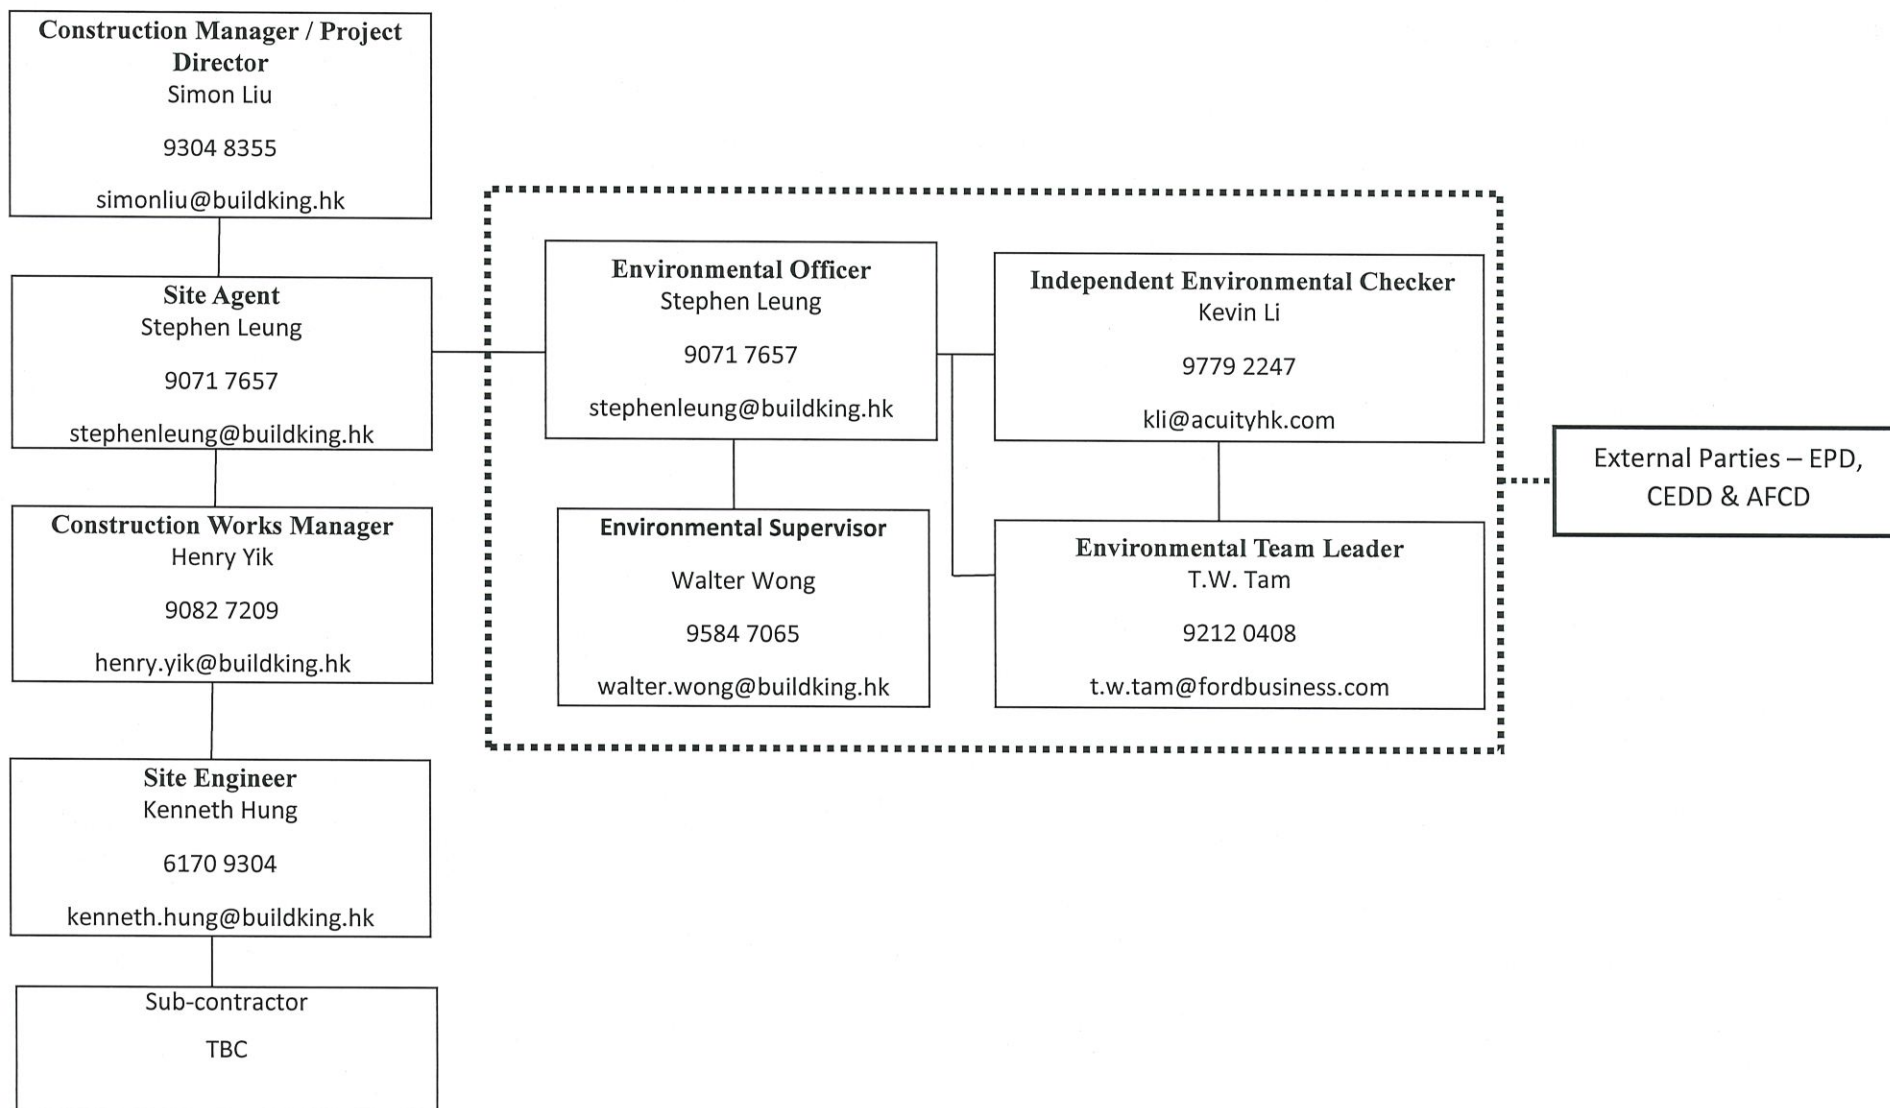 Construction Manager / Project
Director
Simon Liu
9304 8355
simonliu@buildking.hk
Site Agent
Stephen Leung
9071 7657
stephenleung@buildking.hk
Construction Works Manager
Henry Yik
9082 7209
henry.yik@buildking.hk
Site Engineer
Kenneth Hung
6170 9304
kenneth.hung@buildking.hk
Sub-contractor
TBC
Environmental Officer
Stephen Leung
9071 7657
stephenleung@buildking.hk
Environmental Supervisor
Walter Wong
9584 7065
walter.wong@buildking.hk
Independent Environmental Checker
Kevin Li
9779 2247
kli@acuityhk.com
Environmental Team Leader
T.W. Tam
9212 0408
t.w.tam@fordbusiness.com
External Parties – EPD,
CEDD & AFCD